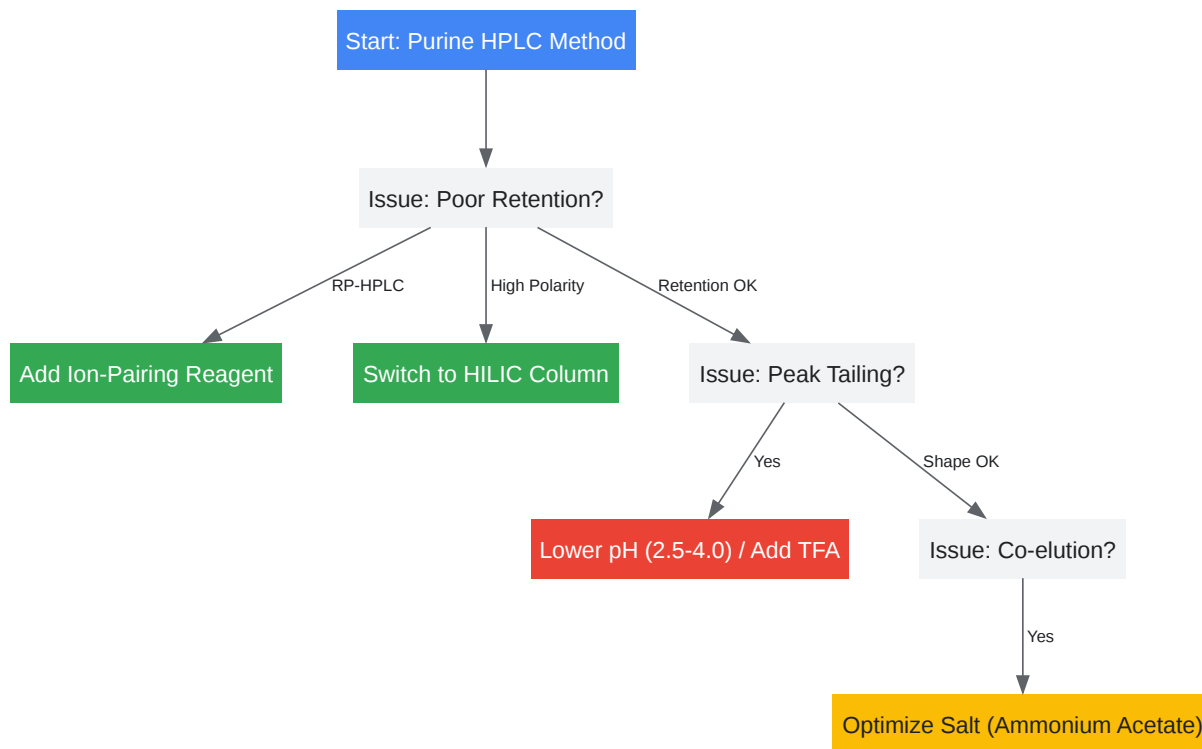 Start: Purine HPLC Method
Issue: Poor Retention?
RP-HPLC
High Polarity
Retention OK
Add Ion-Pairing Reagent
Switch to HILIC Column
Issue: Peak Tailing?
Yes
Shape OK
Lower pH (2.5-4.0) / Add TFA
Issue: Co-elution?
Yes
Optimize Salt (Ammonium Acetate)